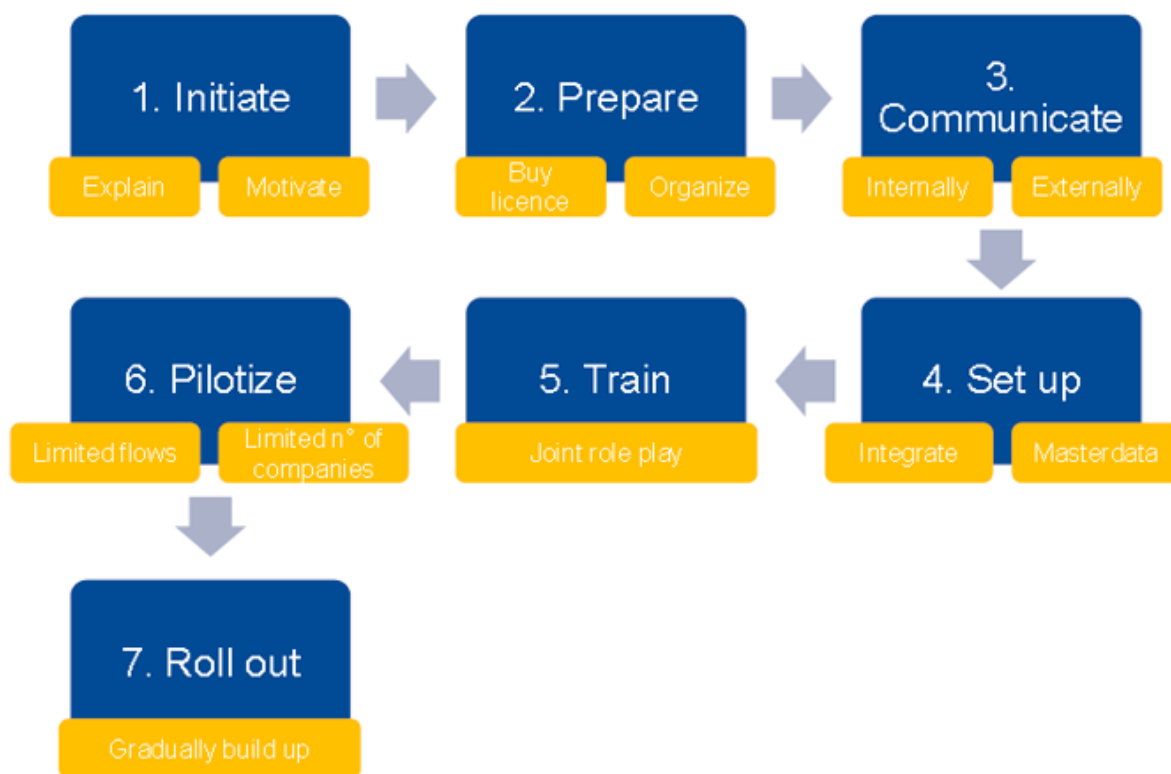 1. Initiate
Explain
Motivate
2. Prepare
Buy
licence
Organize
3.
Communicate
Internally
Externally
4. Set up
Integrate
Masterdata
5. Train
Joint role play
6. Pilotize
Limited flows
Limited n° of
companies
7. Roll out
Gradually build up